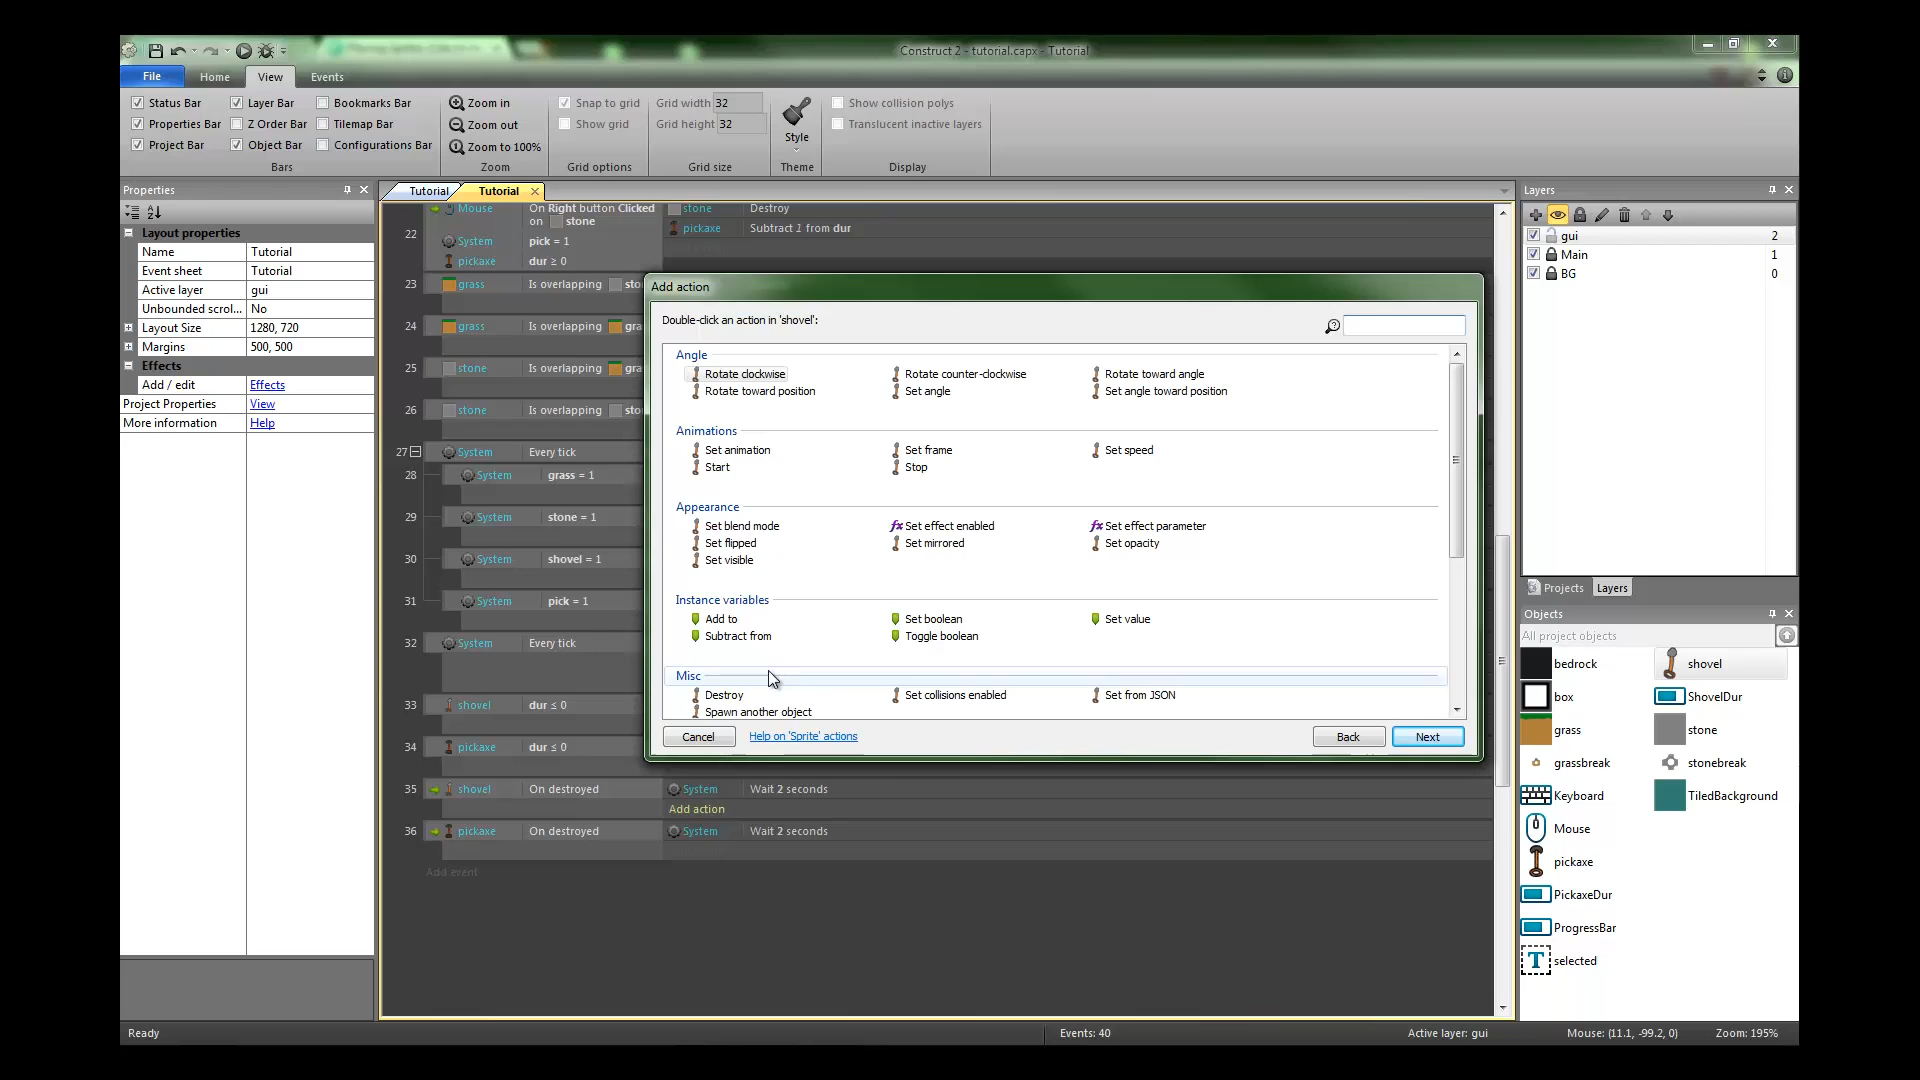 Construct 2 - tutorial.capx - Tutorial
File Home View Events
Status Bar Layer Bar Bookmarks Bar Zoom in Snap to grid Grid width 32 Show collision polys
Properties Bar Z Order Bar Tilemap Bar Zoom out Show grid Grid height 32 Translucent inactive layers
Project Bar Object Bar Configurations Bar Zoom to 100% Style
Bars Zoom Grid options Grid size Theme Display
Properties
Layout properties
Name Tutorial
Event sheet Tutorial
Active layer gui
Unbounded scrol... No
Layout Size 1280, 720
Margins 500, 500
Effects
Add / edit Effects
Project Properties View
More information Help
Tutorial Tutorial
22 Mouse On Right button Clicked on stone
System pick = 1
pickaxe dur ≥ 0
stone Destroy
pickaxe Subtract 1 from dur
23 grass Is overlapping sto
24 grass Is overlapping gra
25 stone Is overlapping gra
26 stone Is overlapping sto
27 System Every tick
28 System grass = 1
29 System stone = 1
30 System shovel = 1
31 System pick = 1
32 System Every tick
33 shovel dur ≤ 0
34 pickaxe dur ≤ 0
35 shovel On destroyed System Wait 2 seconds
Add action
36 pickaxe On destroyed System Wait 2 seconds
Add event
Add action
Double-click an action in 'shovel':
Angle
Rotate clockwise Rotate counter-clockwise Rotate toward angle
Rotate toward position Set angle Set angle toward position
Animations
Set animation Set frame Set speed
Start Stop
Appearance
Set blend mode fx Set effect enabled fx Set effect parameter
Set flipped Set mirrored Set opacity
Set visible
Instance variables
Add to Set boolean Set value
Subtract from Toggle boolean
Misc
Destroy Set collisions enabled Set from JSON
Spawn another object
Cancel Help on 'Sprite' actions Back Next
Layers
gui 2
Main 1
BG 0
Projects Layers
Objects
All project objects
bedrock shovel
box ShovelDur
grass stone
grassbreak stonebreak
Keyboard TiledBackground
Mouse
pickaxe
PickaxeDur
ProgressBar
T selected
Ready Events: 40 Active layer: gui Mouse: (11.1, -99.2, 0) Zoom: 195%